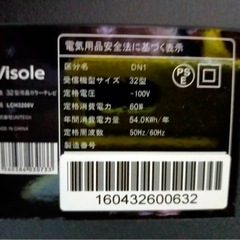 Visole
32型液晶カラーテレビ
LCH3200V
MADE IN CHINA
電気用品安全法に基づく表示
区分名 : DN1
受信機型サイズ : 32型
定格電圧 : ~100V
定格消費電力 : 60W
年間消費電力量 : 54.0KWh/年
定格周波数 : 50Hz/60Hz
製造番号 :
PSE
160432600632